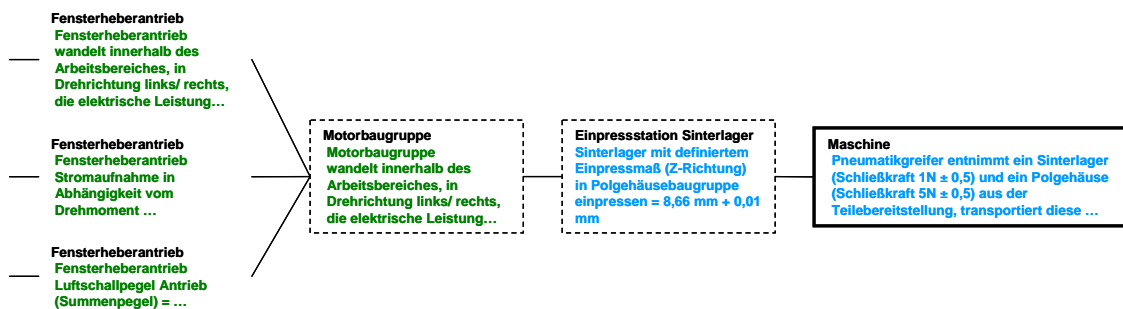 Fensterheberantrieb
Fensterheberantrieb
wandelt innerhalb des
Arbeitsbereiches, in
Drehrichtung links/ rechts,
die elektrische Leistung…
Fensterheberantrieb
Fensterheberantrieb
Stromaufnahme in
Abhängigkeit vom
Drehmoment …
Fensterheberantrieb
Fensterheberantrieb
Luftschallpegel Antrieb
(Summenpegel) = …
Motorbaugruppe
Motorbaugruppe
wandelt innerhalb des
Arbeitsbereiches, in
Drehrichtung links/ rechts,
die elektrische Leistung…
Einpressstation Sinterlager
Sinterlager mit definiertem
Einpressmaß (Z-Richtung)
in Polgehäusebaugruppe
einpressen = 8,66 mm + 0,01
mm
Maschine
Pneumatikgreifer entnimmt ein Sinterlager
(Schließkraft 1N ± 0,5) und ein Polgehäuse
(Schließkraft 5N ± 0,5) aus der
Teilebereitstellung, transportiert diese …